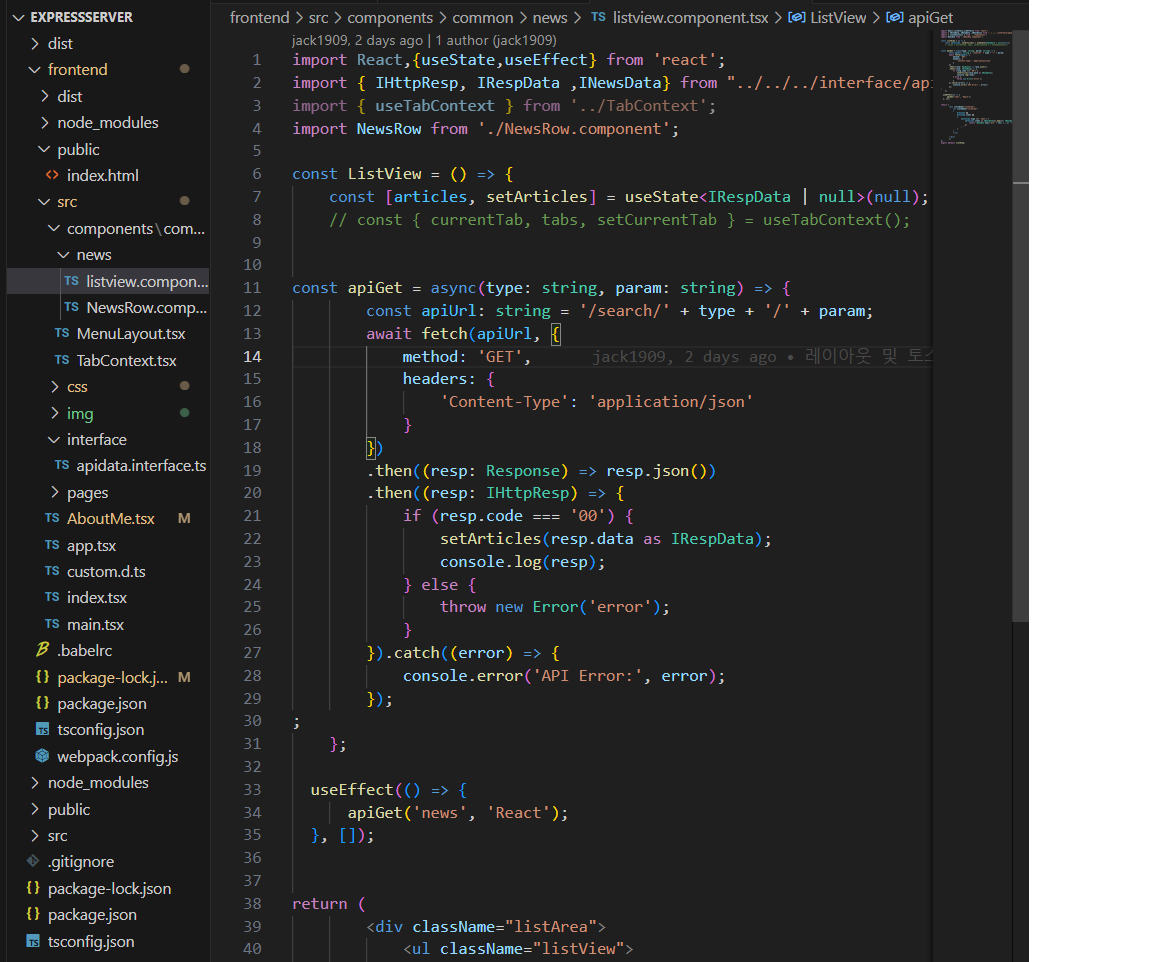 EXPRESSSERVER
dist
frontend
dist
node_modules
public
<> index.html
src
components\com...
news
TS listview.compon...
TS NewsRow.comp...
TS MenuLayout.tsx
TS TabContext.tsx
css
img
interface
TS apidata.interface.ts
pages
TS AboutMe.tsx M
TS app.tsx
TS custom.d.ts
TS index.tsx
TS main.tsx
.babelrc
{} package-lock.j... M
{} package.json
TS tsconfig.json
webpack.config.js
node_modules
public
src
.gitignore
{} package-lock.json
{} package.json
TS tsconfig.json
frontend > src > components > common > news > TS listview.component.tsx > ListView > apiGet
jack1909, 2 days ago | 1 author (jack1909)
1 import React,{useState,useEffect} from 'react';
2 import { IHttpResp, IRespData ,INewsData} from "../../../interface/api
3 import { useTabContext } from '../TabContext';
4 import NewsRow from './NewsRow.component';
5
6 const ListView = () => {
7 const [articles, setArticles] = useState<IRespData | null>(null);
8 // const { currentTab, tabs, setCurrentTab } = useTabContext();
9
10
11 const apiGet = async(type: string, param: string) => {
12 const apiUrl: string = '/search/' + type + '/' + param;
13 await fetch(apiUrl, {
14 method: 'GET', jack1909, 2 days ago • 레이아웃 및 토스
15 headers: {
16 'Content-Type': 'application/json'
17 }
18 })
19 .then((resp: Response) => resp.json())
20 .then((resp: IHttpResp) => {
21 if (resp.code === '00') {
22 setArticles(resp.data as IRespData);
23 console.log(resp);
24 } else {
25 throw new Error('error');
26 }
27 }).catch((error) => {
28 console.error('API Error:', error);
29 });
30 ;
31 };
32
33 useEffect(() => {
34 apiGet('news', 'React');
35 }, []);
36
37
38 return (
39 <div className="listArea">
40 <ul className="listView">